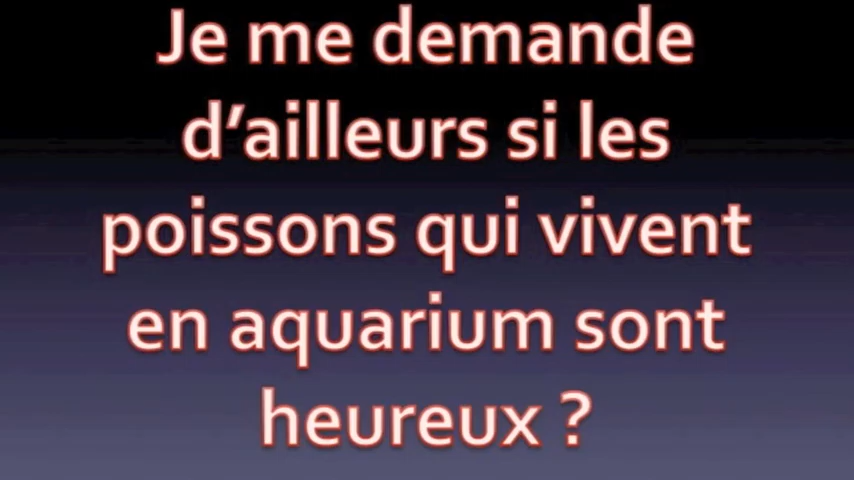 Je me demande
d’ailleurs si les
poissons qui vivent
en aquarium sont
heureux ?